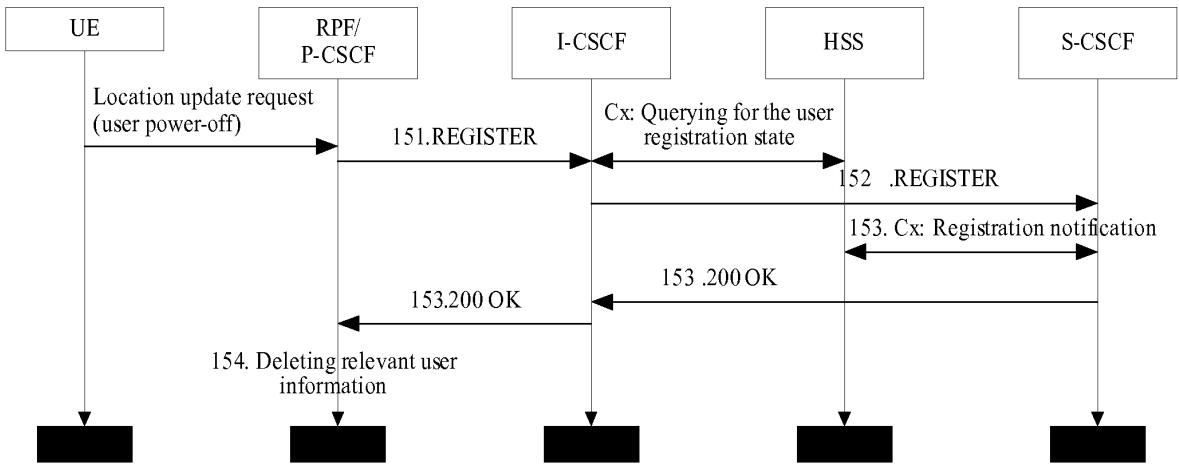 UE
RPF/
P-CSCF
I-CSCF
HSS
S-CSCF
Location update request
(user power-off)
151.REGISTER
Cx: Querying for the user
registration state
152 .REGISTER
153. Cx: Registration notification
153 .200 OK
153.200 OK
154. Deleting relevant user
information